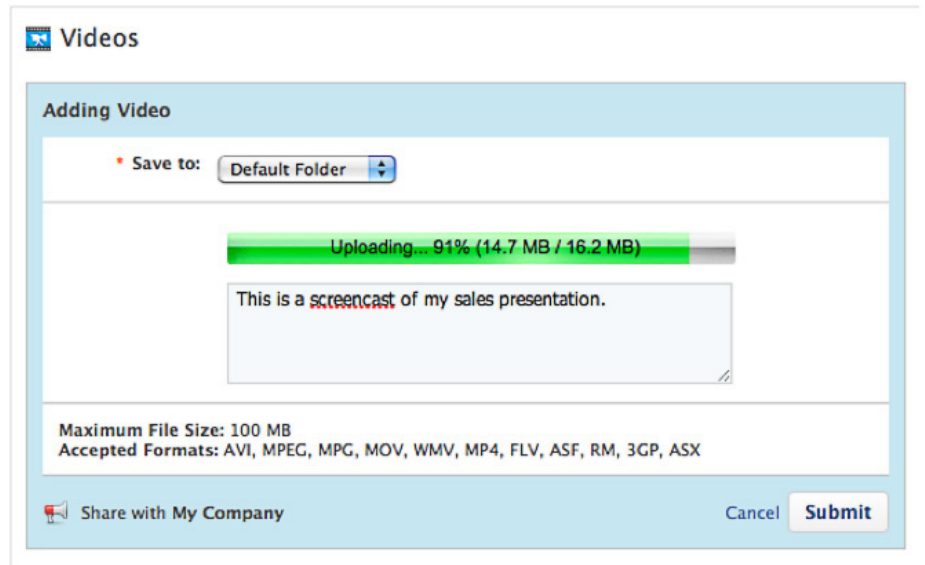 Videos
Adding Video
* Save to: Default Folder
Uploading... 91% (14.7 MB / 16.2 MB)
This is a screencast of my sales presentation.
Maximum File Size: 100 MB
Accepted Formats: AVI, MPEG, MPG, MOV, WMV, MP4, FLV, ASF, RM, 3GP, ASX
Share with My Company Cancel Submit